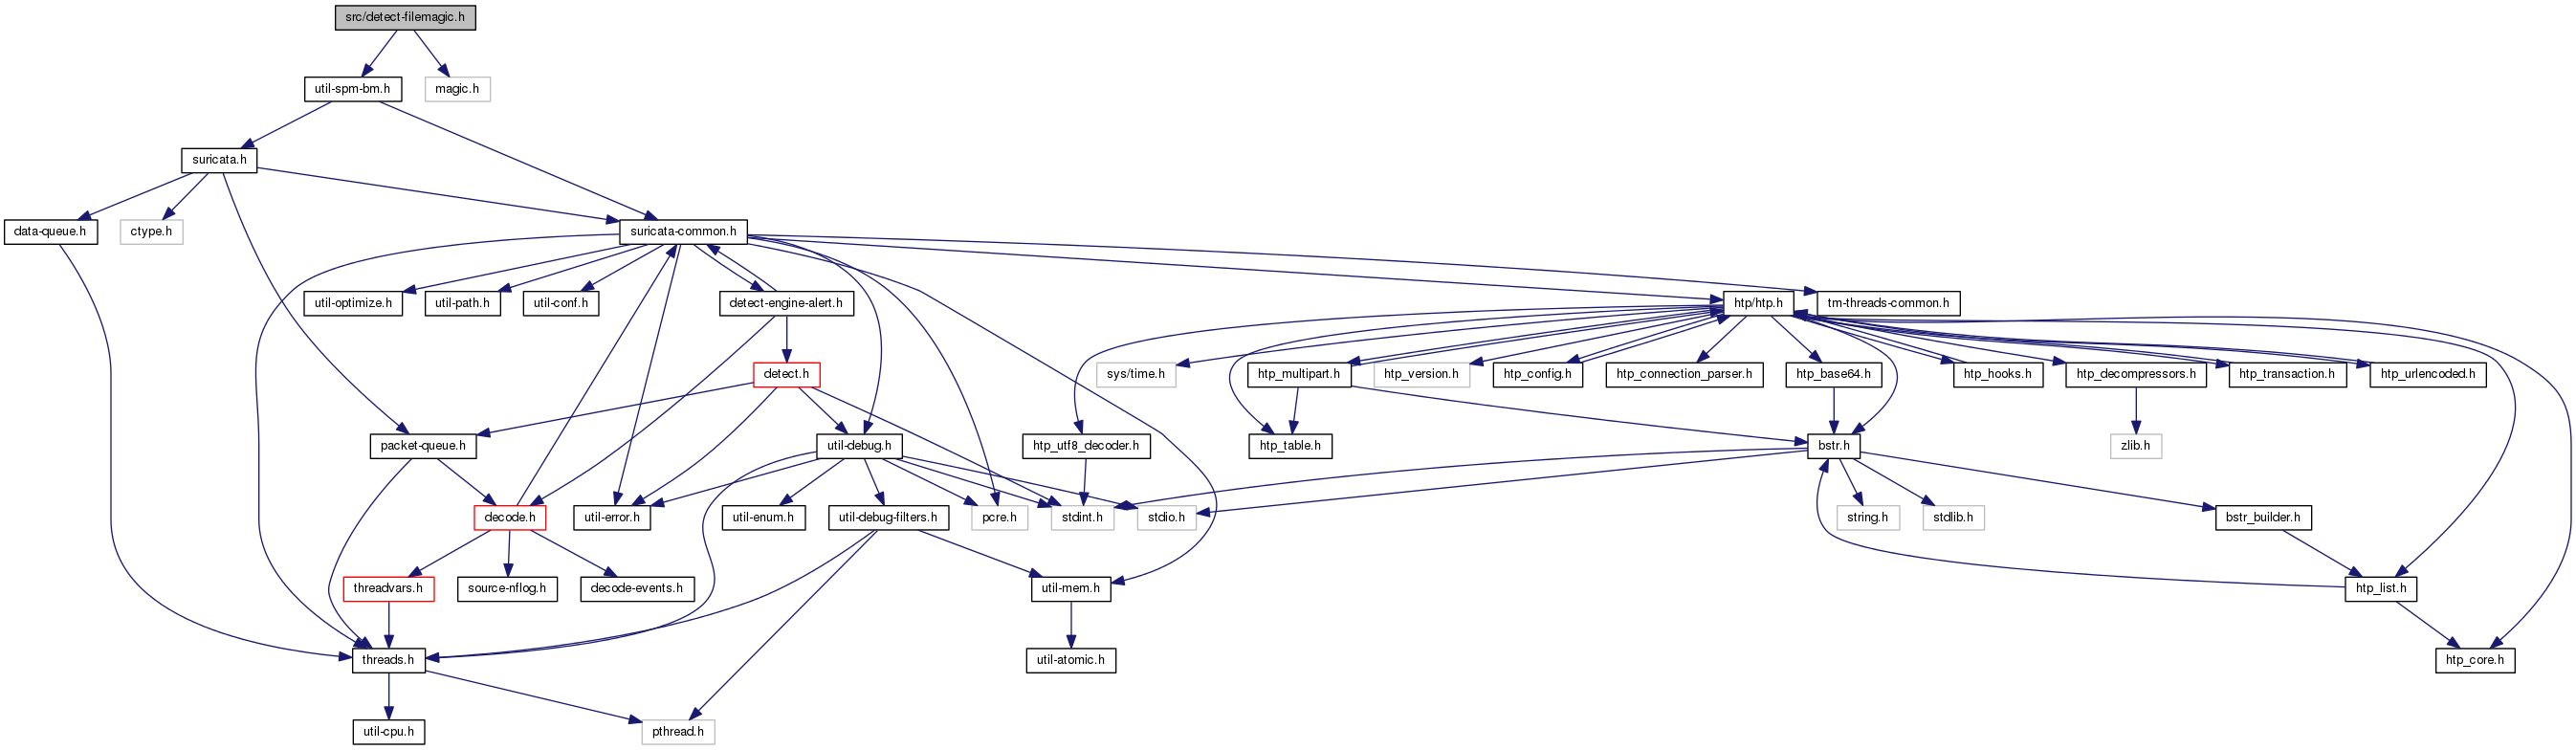 src/detect-filemagic.h
util-spm-bm.h
magic.h
suricata.h
data-queue.h
ctype.h
suricata-common.h
util-optimize.h
util-path.h
util-conf.h
detect-engine-alert.h
htp/htp.h
tm-threads-common.h
detect.h
sys/time.h
htp_multipart.h
htp_version.h
htp_config.h
htp_connection_parser.h
htp_base64.h
htp_hooks.h
htp_decompressors.h
htp_transaction.h
htp_urlencoded.h
packet-queue.h
util-debug.h
htp_utf8_decoder.h
htp_table.h
bstr.h
zlib.h
decode.h
util-error.h
util-enum.h
util-debug-filters.h
pcre.h
stdint.h
stdio.h
string.h
stdlib.h
bstr_builder.h
threadvars.h
source-nflog.h
decode-events.h
util-mem.h
htp_list.h
threads.h
util-atomic.h
htp_core.h
util-cpu.h
pthread.h